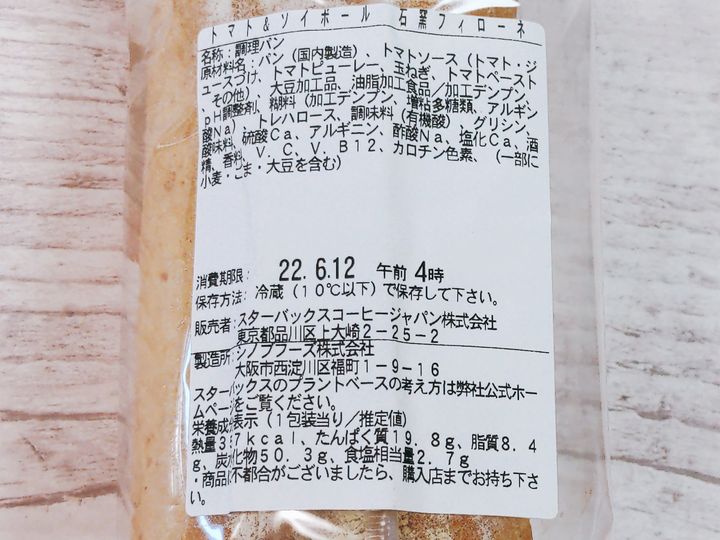 トマト&ソイボール 石窯フィローネ
名称:調理パン
原材料名:パン(国内製造)、トマトソース(トマト・ジ
ュースづけ、トマトピューレー、玉ねぎ、トマトペースト
、その他)、大豆加工品、油脂加工食品/加工デンプン、
pH調整剤、糊料(加工デンプン、増粘多糖類、アルギン
酸Na)、トレハロース、調味料(有機酸)、グリシン、
酸味料、硫酸Ca、アルギニン、酢酸Na、塩化Ca、酒
精、香料、V.C、V.B12、カロチン色素、(一部に
小麦・ごま・大豆を含む)
消費期限: 22.6.12 午前 4時
保存方法:冷蔵(10℃以下)で保存して下さい。
販売者:スターバックスコーヒージャパン株式会社
東京都品川区上大崎2-25-2
製造所:シノブフーズ株式会社
大阪市西淀川区福町1-9-16
スターバックスのプラントベースの考え方は弊社公式ホー
ムページをご覧ください。
栄養成分表示(1包装当り/推定値)
熱量3 7kcal、たんぱく質19.8g、脂質8.4
g、炭水化物50.3g、食塩相当量2.7g
・商品に不都合がございましたら、購入店までお持ち下さ
い。